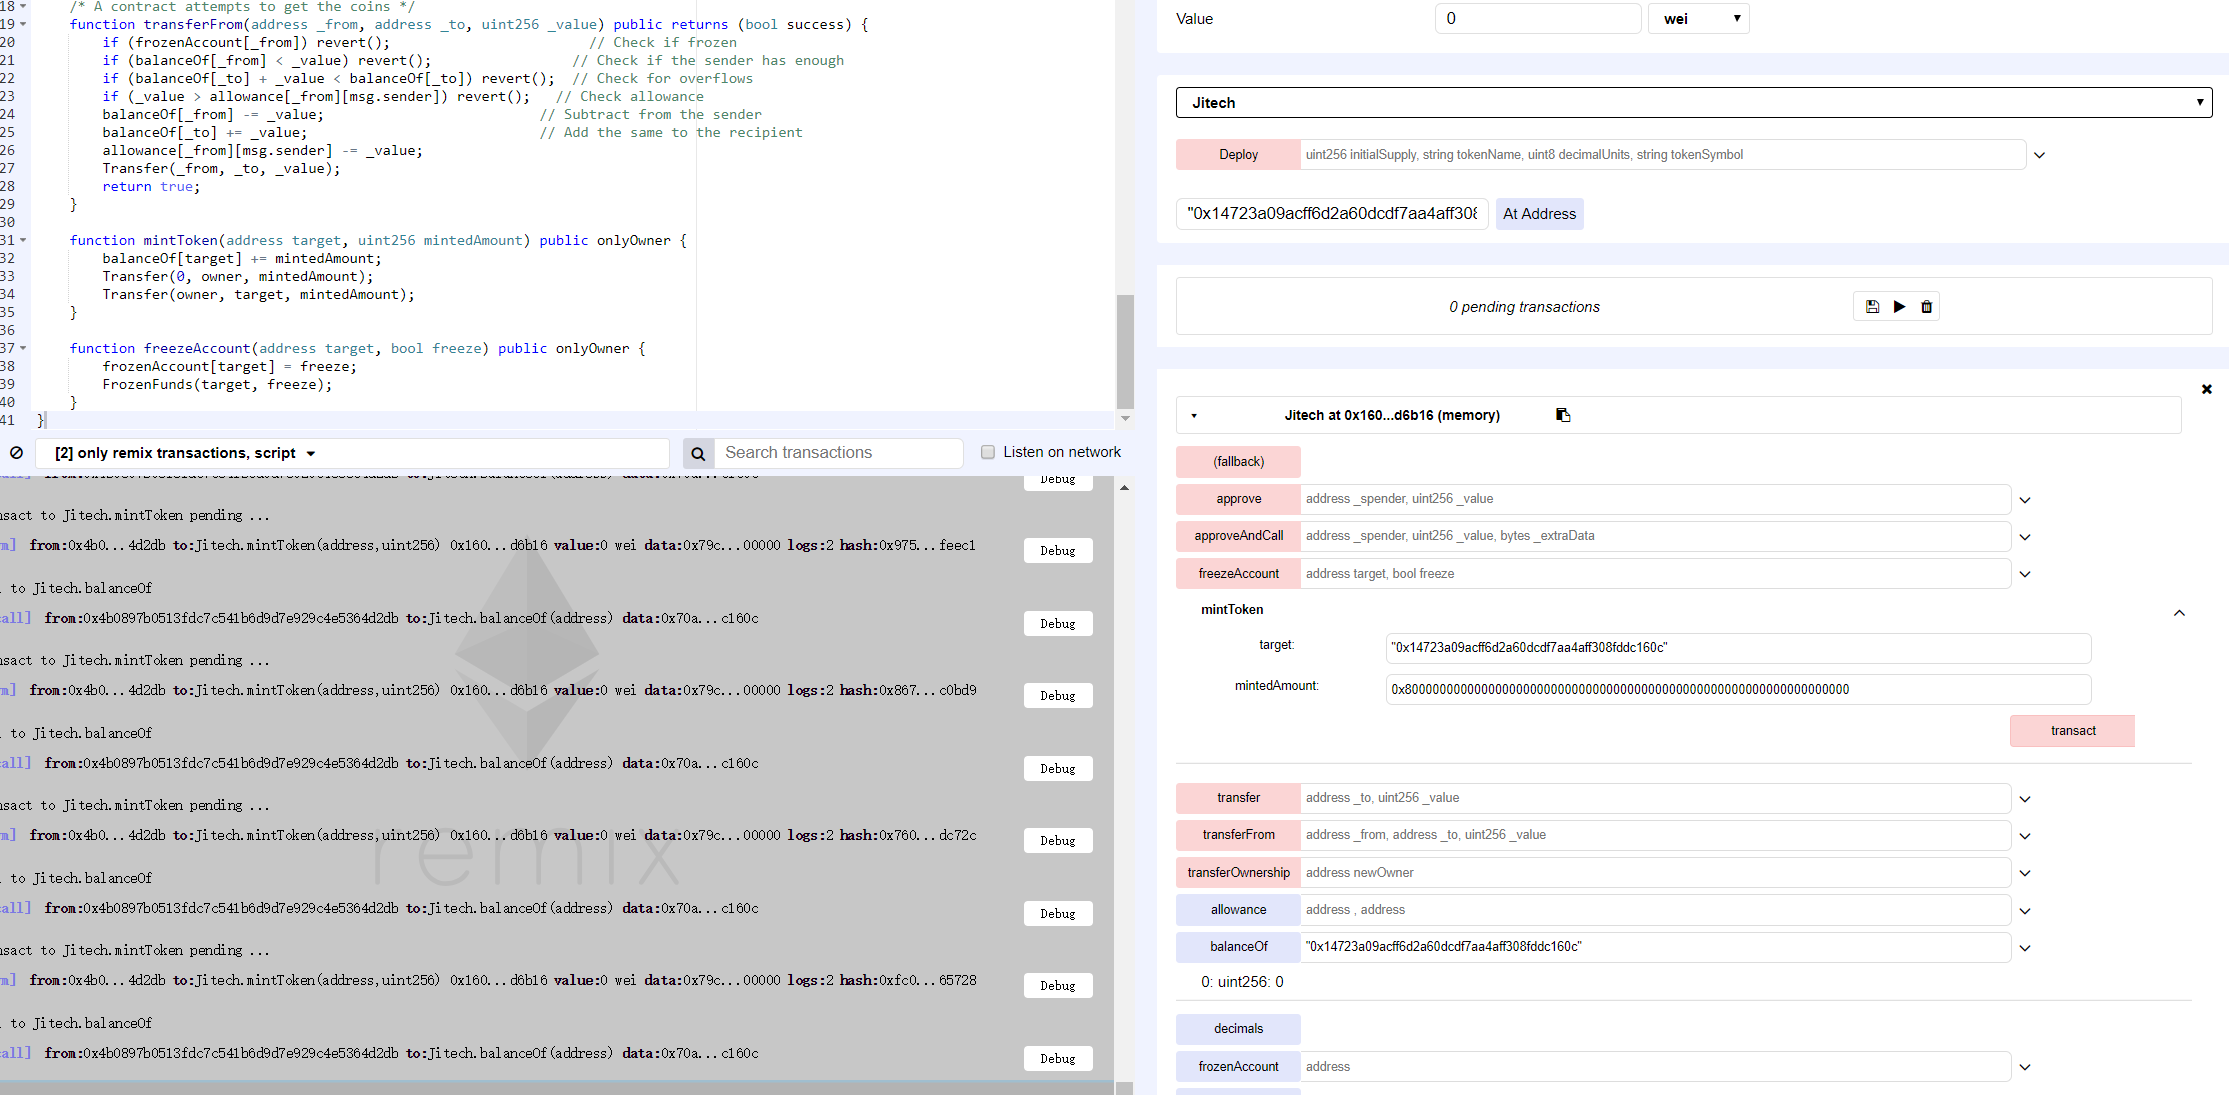 18 /* A contract attempts to get the coins */
19 function transferFrom(address _from, address _to, uint256 _value) public returns (bool success) {
20 if (frozenAccount[_from]) revert(); // Check if frozen
21 if (balanceOf[_from] < _value) revert(); // Check if the sender has enough
22 if (balanceOf[_to] + _value < balanceOf[_to]) revert(); // Check for overflows
23 if (_value > allowance[_from][msg.sender]) revert(); // Check allowance
24 balanceOf[_from] -= _value; // Subtract from the sender
25 balanceOf[_to] += _value; // Add the same to the recipient
26 allowance[_from][msg.sender] -= _value;
27 Transfer(_from, _to, _value);
28 return true;
29 }
30
31 function mintToken(address target, uint256 mintedAmount) public onlyOwner {
32 balanceOf[target] += mintedAmount;
33 Transfer(0, owner, mintedAmount);
34 Transfer(owner, target, mintedAmount);
35 }
36
37 function freezeAccount(address target, bool freeze) public onlyOwner {
38 frozenAccount[target] = freeze;
39 FrozenFunds(target, freeze);
40 }
41 }
[2] only remix transactions, script
Search transactions
Listen on network
Debug
nsact to Jitech.mintToken pending ...
m] from:0x4b0...4d2db to:Jitech.mintToken(address,uint256) 0x160...d6b16 value:0 wei data:0x79c...00000 logs:2 hash:0x975...feec1 Debug
to Jitech.balanceOf
all] from:0x4b0897b0513fdc7c541b6d9d7e929c4e5364d2db to:Jitech.balanceOf(address) data:0x70a...c160c Debug
nsact to Jitech.mintToken pending ...
m] from:0x4b0...4d2db to:Jitech.mintToken(address,uint256) 0x160...d6b16 value:0 wei data:0x79c...00000 logs:2 hash:0x867...c0bd9 Debug
to Jitech.balanceOf
all] from:0x4b0897b0513fdc7c541b6d9d7e929c4e5364d2db to:Jitech.balanceOf(address) data:0x70a...c160c Debug
nsact to Jitech.mintToken pending ...
m] from:0x4b0...4d2db to:Jitech.mintToken(address,uint256) 0x160...d6b16 value:0 wei data:0x79c...00000 logs:2 hash:0x760...dc72c Debug
remix
to Jitech.balanceOf
all] from:0x4b0897b0513fdc7c541b6d9d7e929c4e5364d2db to:Jitech.balanceOf(address) data:0x70a...c160c Debug
nsact to Jitech.mintToken pending ...
m] from:0x4b0...4d2db to:Jitech.mintToken(address,uint256) 0x160...d6b16 value:0 wei data:0x79c...00000 logs:2 hash:0xfc0...65728 Debug
to Jitech.balanceOf
all] from:0x4b0897b0513fdc7c541b6d9d7e929c4e5364d2db to:Jitech.balanceOf(address) data:0x70a...c160c Debug
Value 0 wei
Jitech
Deploy uint256 initialSupply, string tokenName, uint8 decimalUnits, string tokenSymbol
"0x14723a09acff6d2a60dcdf7aa4aff308 At Address
0 pending transactions
Jitech at 0x160...d6b16 (memory)
(fallback)
approve address _spender, uint256 _value
approveAndCall address _spender, uint256 _value, bytes _extraData
freezeAccount address target, bool freeze
mintToken
target: "0x14723a09acff6d2a60dcdf7aa4aff308fddc160c"
mintedAmount: 0x8000000000000000000000000000000000000000000000000000000000000000
transact
transfer address _to, uint256 _value
transferFrom address _from, address _to, uint256 _value
transferOwnership address newOwner
allowance address , address
balanceOf "0x14723a09acff6d2a60dcdf7aa4aff308fddc160c"
0: uint256: 0
decimals
frozenAccount address